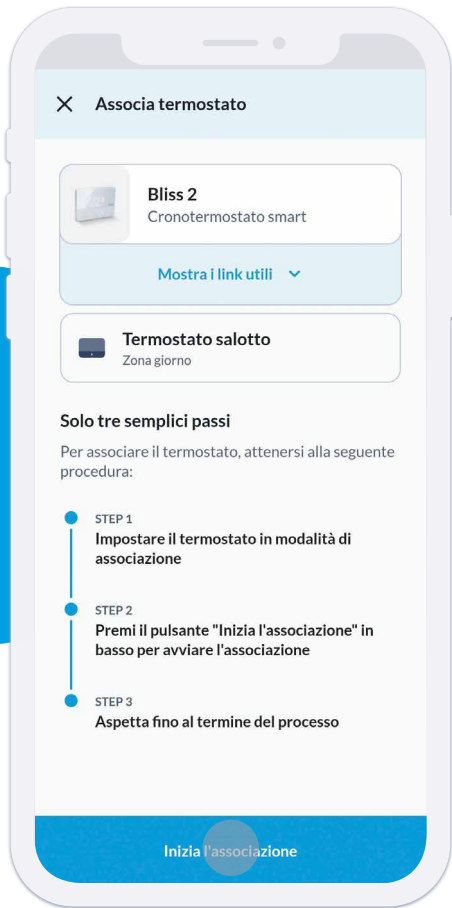 Associa termostato
Bliss 2
Cronotermostato smart
Mostra i link utili
Termostato salotto
Zona giorno
Solo tre semplici passi
Per associare il termostato, attenersi alla seguente
procedura:
STEP 1
Impostare il termostato in modalità di
associazione
STEP 2
Premi il pulsante "Inizia l'associazione" in
basso per avviare l'associazione
STEP 3
Aspetta fino al termine del processo
Inizia l'associazione